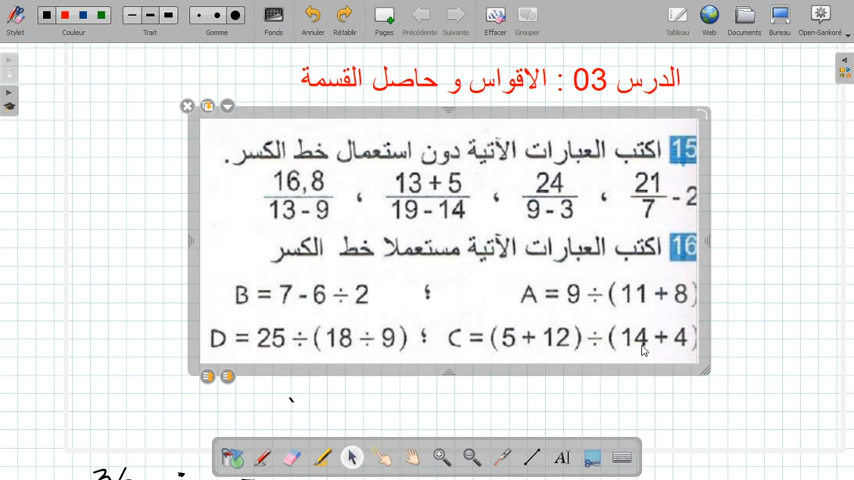 Stylet Couleur Trait Gomme Fonds Annuler Rétablir Pages Précédente Suivante Effacer Grouper Tableau Web Documents Bureau Open-Sankoré
الدرس 03 : الاقواس و حاصل القسمة
15 اكتب العبارات الآتية دون استعمال خط الكسر.
21/7 - 2 ، 24/(9 - 3) ، (13 + 5)/(19 - 14) ، 16,8/(13 - 9)
16 اكتب العبارات الآتية مستعملا خط الكسر
A = 9 ÷ (11 + 8) ؛ B = 7 - 6 ÷ 2
C = (5 + 12) ÷ (14 + 4) ؛ D = 25 ÷ (18 ÷ 9)